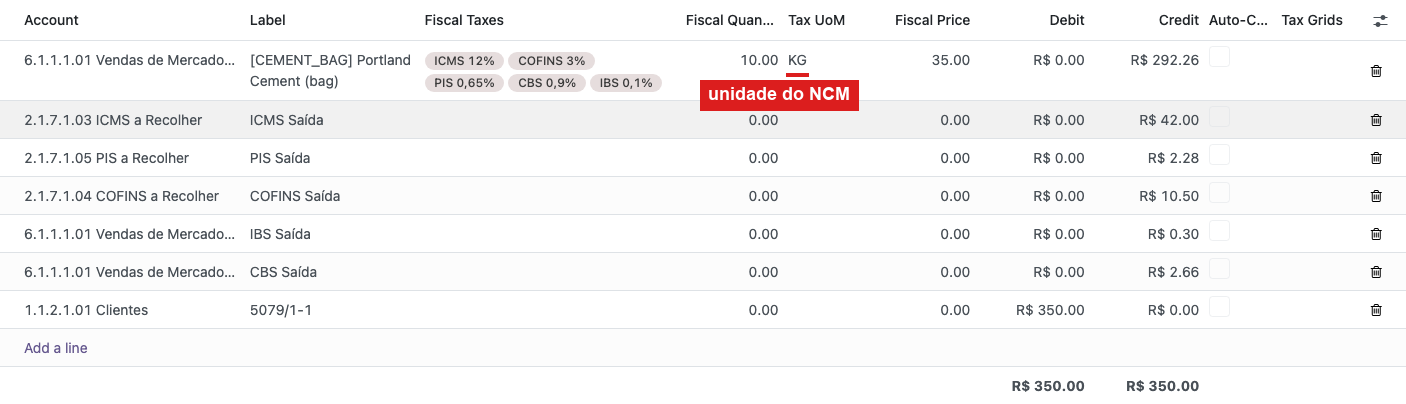 Account Label Fiscal Taxes Fiscal Quan... Tax UoM Fiscal Price Debit Credit Auto-C... Tax Grids
6.1.1.1.01 Vendas de Mercado... [CEMENT_BAG] Portland ICMS 12% COFINS 3% 10.00 KG 35.00 R$ 0.00 R$ 292.26
Cement (bag) PIS 0,65% CBS 0,9% IBS 0,1%
unidade do NCM
2.1.7.1.03 ICMS a Recolher ICMS Saída 0.00 0.00 R$ 0.00 R$ 42.00
2.1.7.1.05 PIS a Recolher PIS Saída 0.00 0.00 R$ 0.00 R$ 2.28
2.1.7.1.04 COFINS a Recolher COFINS Saída 0.00 0.00 R$ 0.00 R$ 10.50
6.1.1.1.01 Vendas de Mercado... IBS Saída 0.00 0.00 R$ 0.00 R$ 0.30
6.1.1.1.01 Vendas de Mercado... CBS Saída 0.00 0.00 R$ 0.00 R$ 2.66
1.1.2.1.01 Clientes 5079/1-1 0.00 0.00 R$ 350.00 R$ 0.00
Add a line
R$ 350.00 R$ 350.00